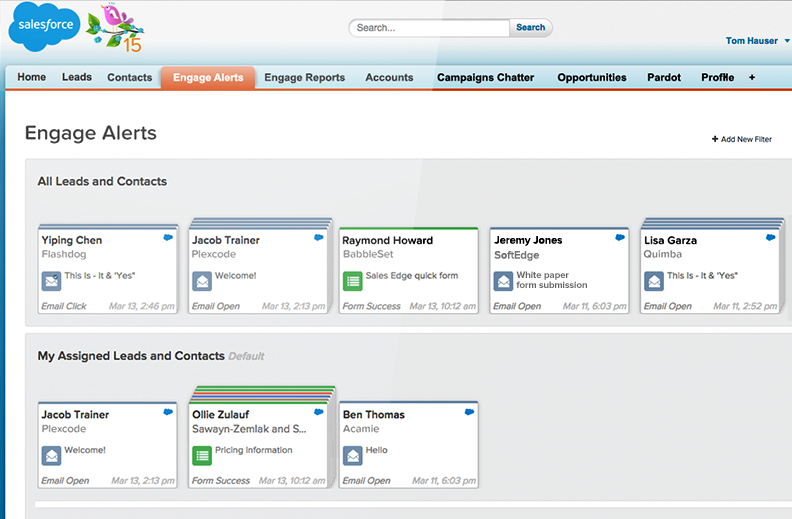 salesforce
15
Search...
Search
Tom Hauser
Home Leads Contacts Engage Alerts Engage Reports Accounts Campaigns Chatter Opportunities Pardot Profile +
Engage Alerts
+ Add New Filter
All Leads and Contacts
Yiping Chen
Flashdog
This Is - It & "Yes"
Email Click Mar 13, 2:46 pm
Jacob Trainer
Plexcode
Welcome!
Email Open Mar 13, 2:13 pm
Raymond Howard
BabbleSet
Sales Edge quick form
Form Success Mar 13, 10:12 am
Jeremy Jones
SoftEdge
White paper
form submission
Email Open Mar 11, 6:03 pm
Lisa Garza
Quimba
This Is - It & "Yes"
Email Open Mar 11, 2:52 pm
My Assigned Leads and Contacts Default
Jacob Trainer
Plexcode
Welcome!
Email Open Mar 13, 2:13 pm
Ollie Zulauf
Sawayn-Zemlak and S...
Pricing information
Form Success Mar 13, 10:12 am
Ben Thomas
Acamie
Hello
Email Open Mar 11, 6:03 pm